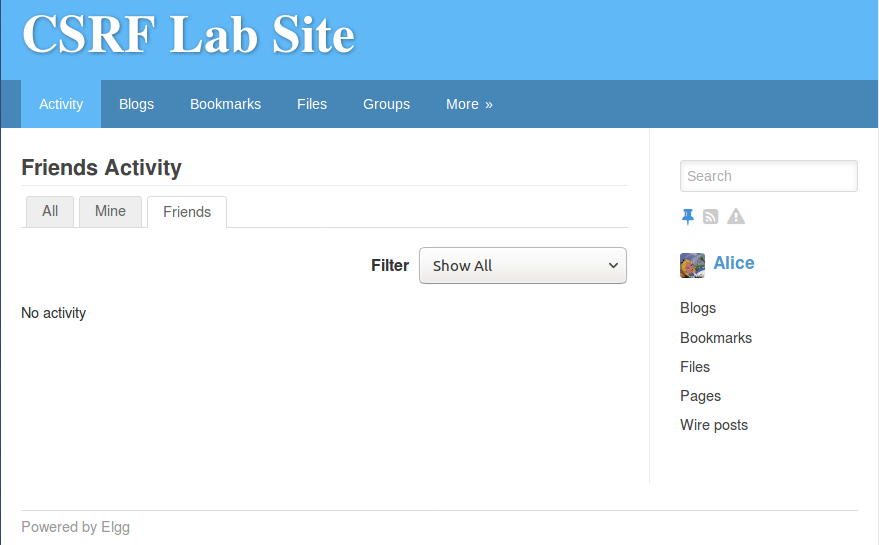 CSRF Lab Site
Activity Blogs Bookmarks Files Groups More »
Friends Activity
All Mine Friends
Filter Show All
No activity
Search
Alice
Blogs
Bookmarks
Files
Pages
Wire posts
Powered by Elgg